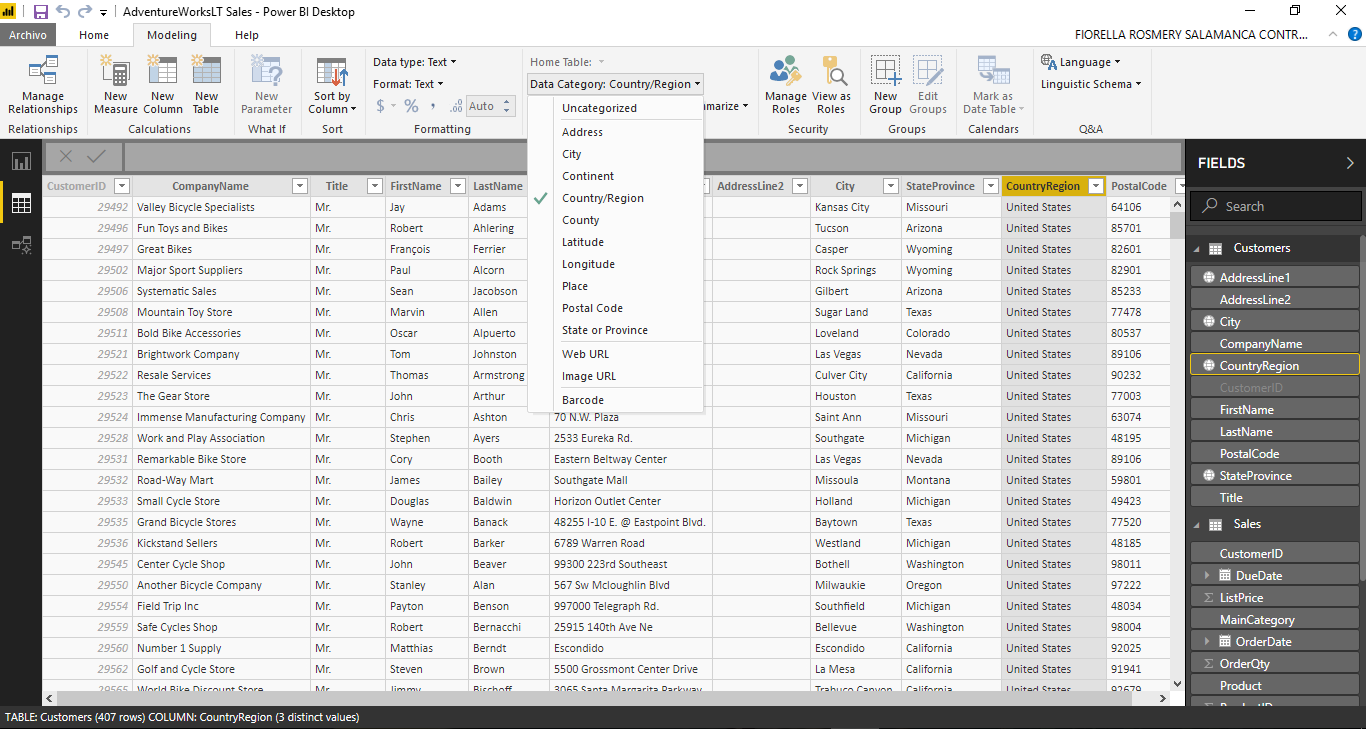 AdventureWorksLT Sales - Power BI Desktop
Archivo Home Modeling Help FIORELLA ROSMERY SALAMANCA CONTR...
Manage Relationships
Relationships
New Measure
New Column
New Table
Calculations
New Parameter
What If
Sort by Column
Sort
Data type: Text
Format: Text
$ % , .00 Auto
Formatting
Home Table:
Data Category: Country/Region
Uncategorized
Address
City
Continent
Country/Region
County
Latitude
Longitude
Place
Postal Code
State or Province
Web URL
Image URL
Barcode
Manage Roles
View as Roles
Security
New Group
Edit Groups
Groups
Mark as Date Table
Calendars
Language
Linguistic Schema
Q&A
CustomerID CompanyName Title FirstName LastName AddressLine2 City StateProvince CountryRegion PostalCode
29492 Valley Bicycle Specialists Mr. Jay Adams Kansas City Missouri United States 64106
29496 Fun Toys and Bikes Mr. Robert Ahlering Tucson Arizona United States 85701
29497 Great Bikes Mr. François Ferrier Casper Wyoming United States 82601
29502 Major Sport Suppliers Mr. Paul Alcorn Rock Springs Wyoming United States 82901
29506 Systematic Sales Mr. Sean Jacobson Gilbert Arizona United States 85233
29508 Mountain Toy Store Mr. Marvin Allen Sugar Land Texas United States 77478
29511 Bold Bike Accessories Mr. Oscar Alpuerto Loveland Colorado United States 80537
29521 Brightwork Company Mr. Tom Johnston Las Vegas Nevada United States 89106
29522 Resale Services Mr. Thomas Armstrong Culver City California United States 90232
29523 The Gear Store Mr. John Arthur Houston Texas United States 77003
29524 Immense Manufacturing Company Mr. Chris Ashton 70 N.W. Plaza Saint Ann Missouri United States 63074
29528 Work and Play Association Mr. Stephen Ayers 2533 Eureka Rd. Southgate Michigan United States 48195
29531 Remarkable Bike Store Mr. Cory Booth Eastern Beltway Center Las Vegas Nevada United States 89106
29532 Road-Way Mart Mr. James Bailey Southgate Mall Missoula Montana United States 59801
29533 Small Cycle Store Mr. Douglas Baldwin Horizon Outlet Center Holland Michigan United States 49423
29535 Grand Bicycle Stores Mr. Wayne Banack 48255 I-10 E. @ Eastpoint Blvd. Baytown Texas United States 77520
29536 Kickstand Sellers Mr. Robert Barker 6789 Warren Road Westland Michigan United States 48185
29545 Center Cycle Shop Mr. John Beaver 99300 223rd Southeast Bothell Washington United States 98011
29550 Another Bicycle Company Mr. Stanley Alan 567 Sw Mcloughlin Blvd Milwaukie Oregon United States 97222
29554 Field Trip Inc Mr. Payton Benson 997000 Telegraph Rd. Southfield Michigan United States 48034
29559 Safe Cycles Shop Mr. Robert Bernacchi 25915 140th Ave Ne Bellevue Washington United States 98004
29560 Number 1 Supply Mr. Matthias Berndt Escondido Escondido California United States 92025
29562 Golf and Cycle Store Mr. Steven Brown 5500 Grossmont Center Drive La Mesa California United States 91941
29565 World Bike Discount Store Mr. Jimmy Bischoff 3065 Santa Margarita Parkway Trabuco Canyon California United States 92679
FIELDS
Search
Customers
AddressLine1
AddressLine2
City
CompanyName
CountryRegion
CustomerID
FirstName
LastName
PostalCode
StateProvince
Title
Sales
CustomerID
DueDate
ListPrice
MainCategory
OrderDate
OrderQty
Product
TABLE: Customers (407 rows) COLUMN: CountryRegion (3 distinct values)